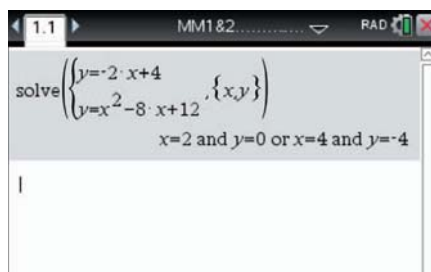 1.1 MM1&2 ............. RAD
solve({y=-2·x+4
y=x²-8·x+12 ,{x,y})
x=2 and y=0 or x=4 and y=-4